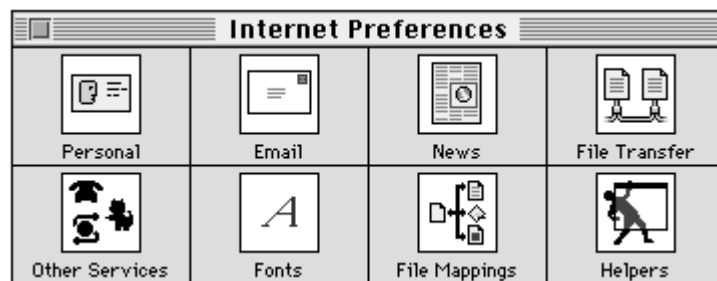 Internet Preferences
Personal
Email
News
File Transfer
Other Services
Fonts
File Mappings
Helpers